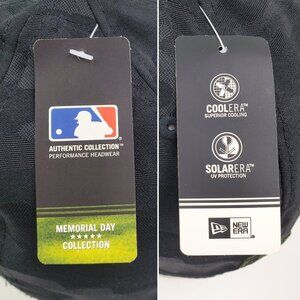 AUTHENTIC COLLECTION™
PERFORMANCE HEADWEAR
MEMORIAL DAY
★★★★★
COLLECTION
COOLERA™
SUPERIOR COOLING
SOLARERA™
UV PROTECTION
NEW ERA